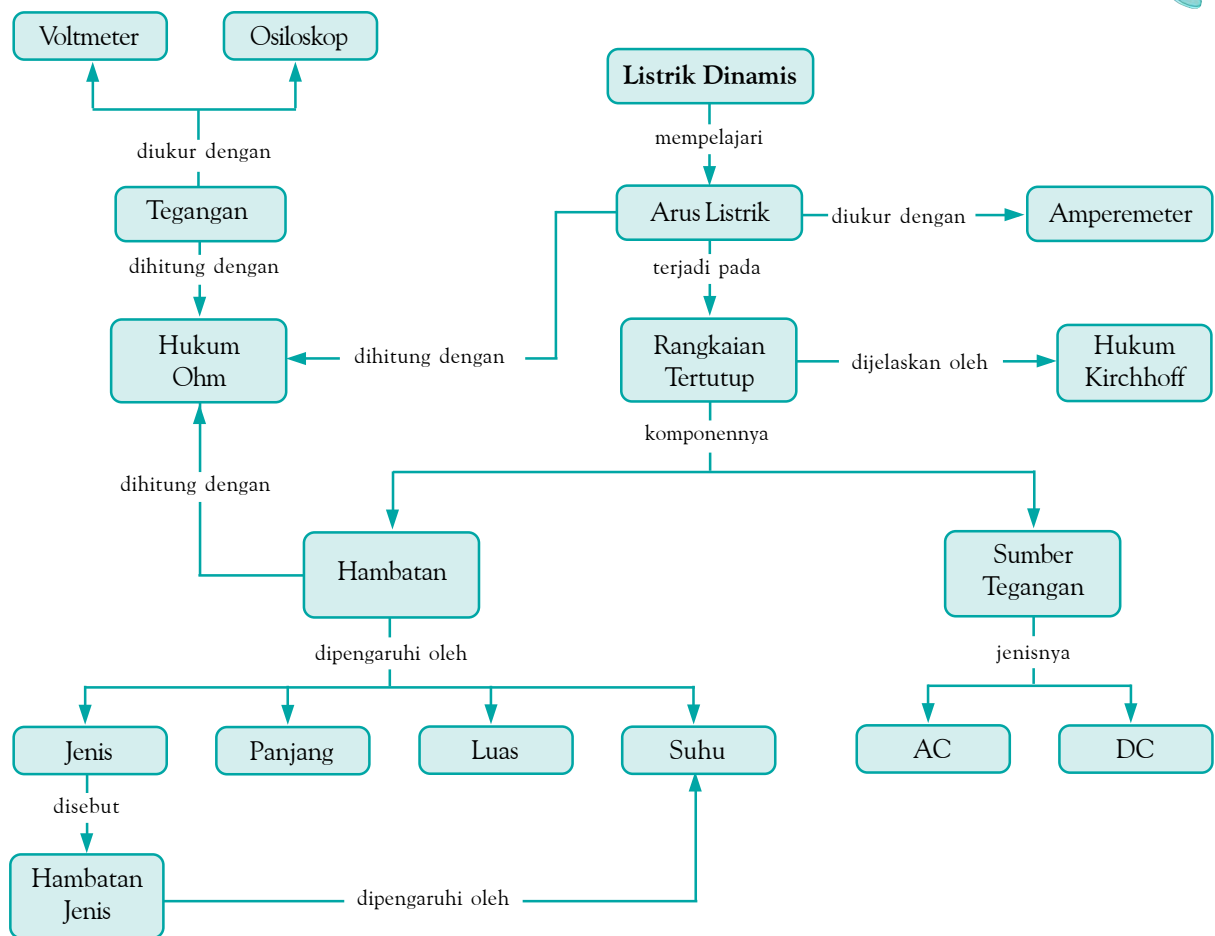 Voltmeter
Osiloskop
Listrik Dinamis
mempelajari
diukur dengan
Tegangan
Arus Listrik
diukur dengan
Amperemeter
dihitung dengan
terjadi pada
Hukum
Ohm
dihitung dengan
Rangkaian
Tertutup
dijelaskan oleh
Hukum
Kirchhoff
komponennya
dihitung dengan
Hambatan
Sumber
Tegangan
dipengaruhi oleh
jenisnya
Jenis
Panjang
Luas
Suhu
AC
DC
disebut
Hambatan
Jenis
dipengaruhi oleh